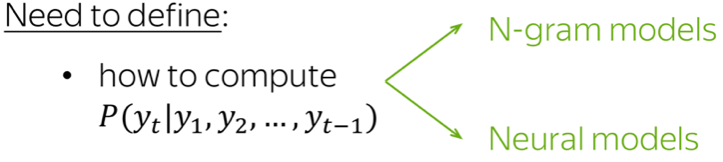 Need to define:
N-gram models
• how to compute
P(y_t|y_1, y_2, ..., y_{t−1})
Neural models